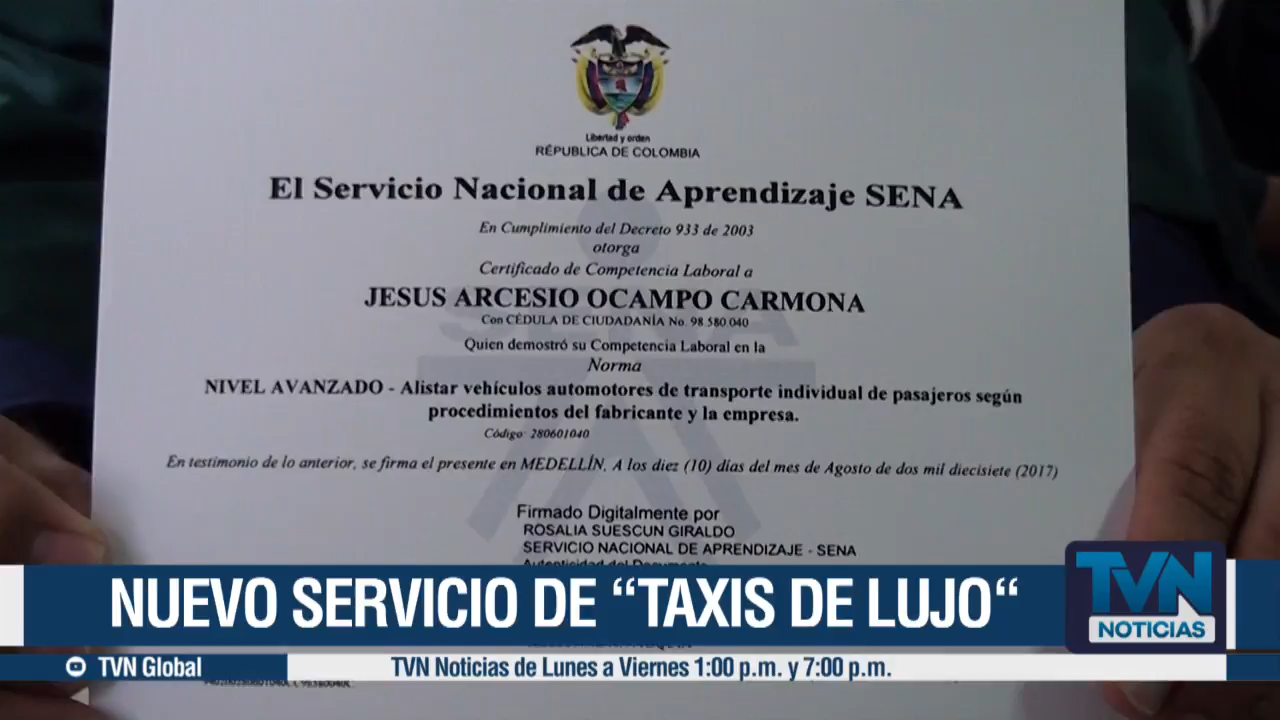 Libertad y orden
RÉPUBLICA DE COLOMBIA
El Servicio Nacional de Aprendizaje SENA
En Cumplimiento del Decreto 933 de 2003
otorga
Certificado de Competencia Laboral a
JESUS ARCESIO OCAMPO CARMONA
Con CÉDULA DE CIUDADANÍA No. 98.580.040
Quien demostró su Competencia Laboral en la
Norma
NIVEL AVANZADO - Alistar vehículos automotores de transporte individual de pasajeros según
procedimientos del fabricante y la empresa.
Código: 280601040
En testimonio de lo anterior, se firma el presente en MEDELLÍN, A los diez (10) días del mes de Agosto de dos mil diecisiete (2017)
Firmado Digitalmente por
ROSALIA SUESCUN GIRALDO
SERVICIO NACIONAL DE APRENDIZAJE - SENA
Autenticidad del Documento
NUEVO SERVICIO DE “TAXIS DE LUJO“
TVN
NOTICIAS
TVN Global
TVN Noticias de Lunes a Viernes 1:00 p.m. y 7:00 p.m.